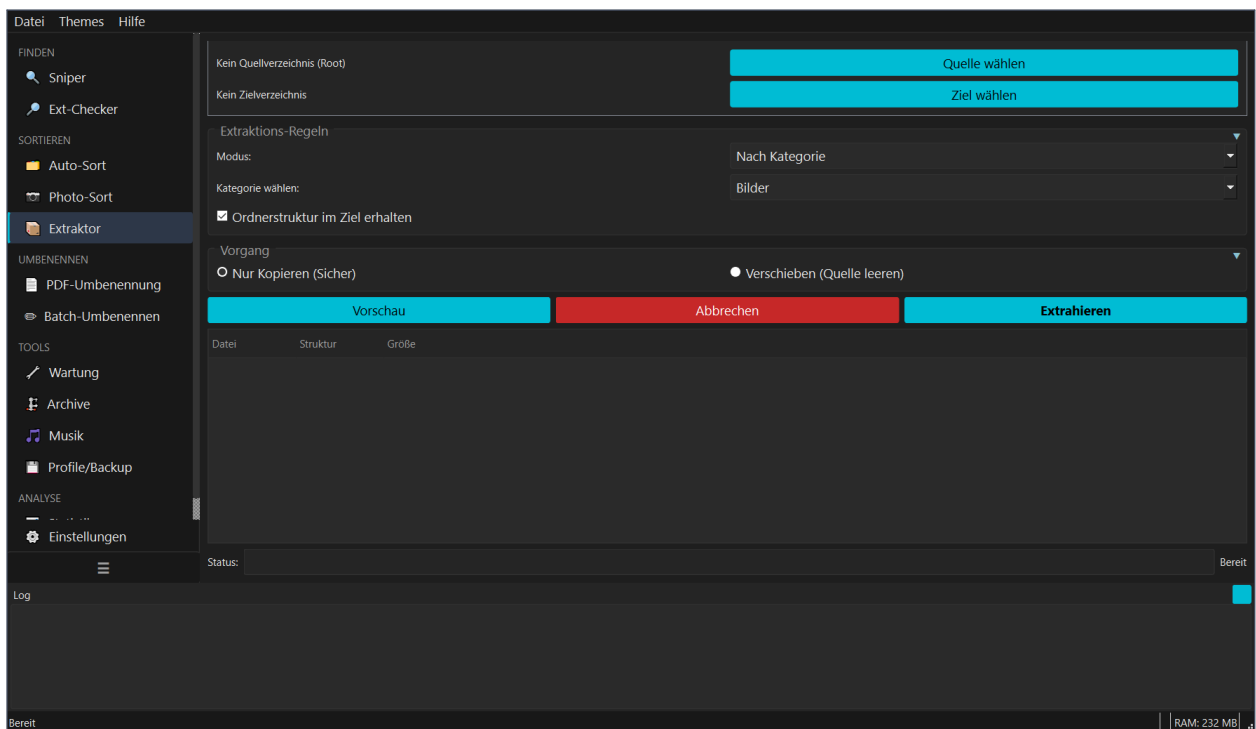 Datei Themes Hilfe
FINDEN
Sniper
Ext-Checker
SORTIEREN
Auto-Sort
Photo-Sort
Extraktor
UMBENENNEN
PDF-Umbenennung
Batch-Umbenennen
TOOLS
Wartung
Archive
Musik
Profile/Backup
ANALYSE
Einstellungen
Kein Quellverzeichnis (Root) Quelle wählen
Kein Zielverzeichnis Ziel wählen
Extraktions-Regeln
Modus: Nach Kategorie
Kategorie wählen: Bilder
Ordnerstruktur im Ziel erhalten
Vorgang
Nur Kopieren (Sicher) Verschieben (Quelle leeren)
Vorschau Abbrechen Extrahieren
Datei Struktur Größe
Status: Bereit
Log
Bereit RAM: 232 MB